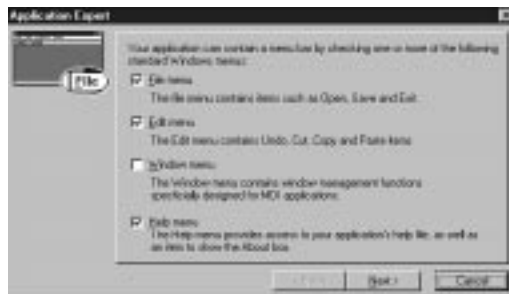 Application Expert
File
Your application can contain a menu bar by checking one or more of the following
standard Windows menus:
File menu
The file menu contains items such as Open, Save and Exit
Edit menu
The Edit menu contains Undo, Cut, Copy and Paste items
Window menu
The Window menu contains window management functions
specifically designed for MDI applications.
Help menu
The Help menu provides access to your application's help file, as well as
an item to show the About box.
Next >
Cancel